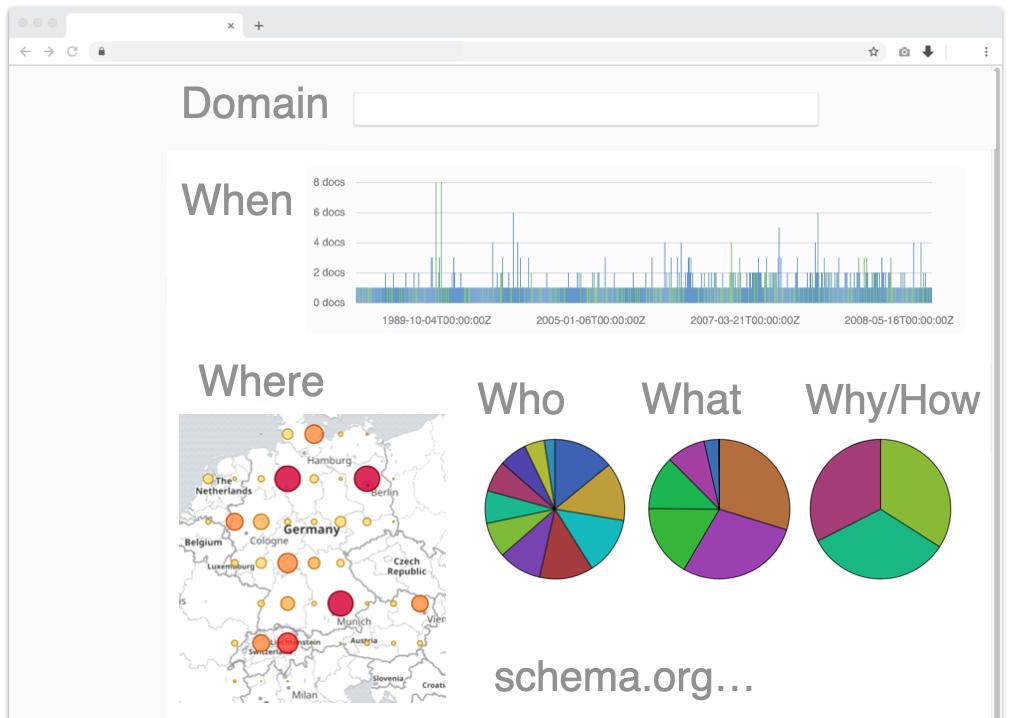 Domain
When
8 docs
6 docs
4 docs
2 docs
0 docs
1989-10-04T00:00:00Z 2005-01-06T00:00:00Z 2007-03-21T00:00:00Z 2008-05-16T00:00:00Z
Where
Who
What
Why/How
Hamburg
The
Netherlands
Berlin
Germany
Belgium
Cologne
Luxembourg
Czech
Republic
Munich
Vien
Liechtenstein
Austria
Switzerland
Slovenia
Croati
Milan
schema.org…